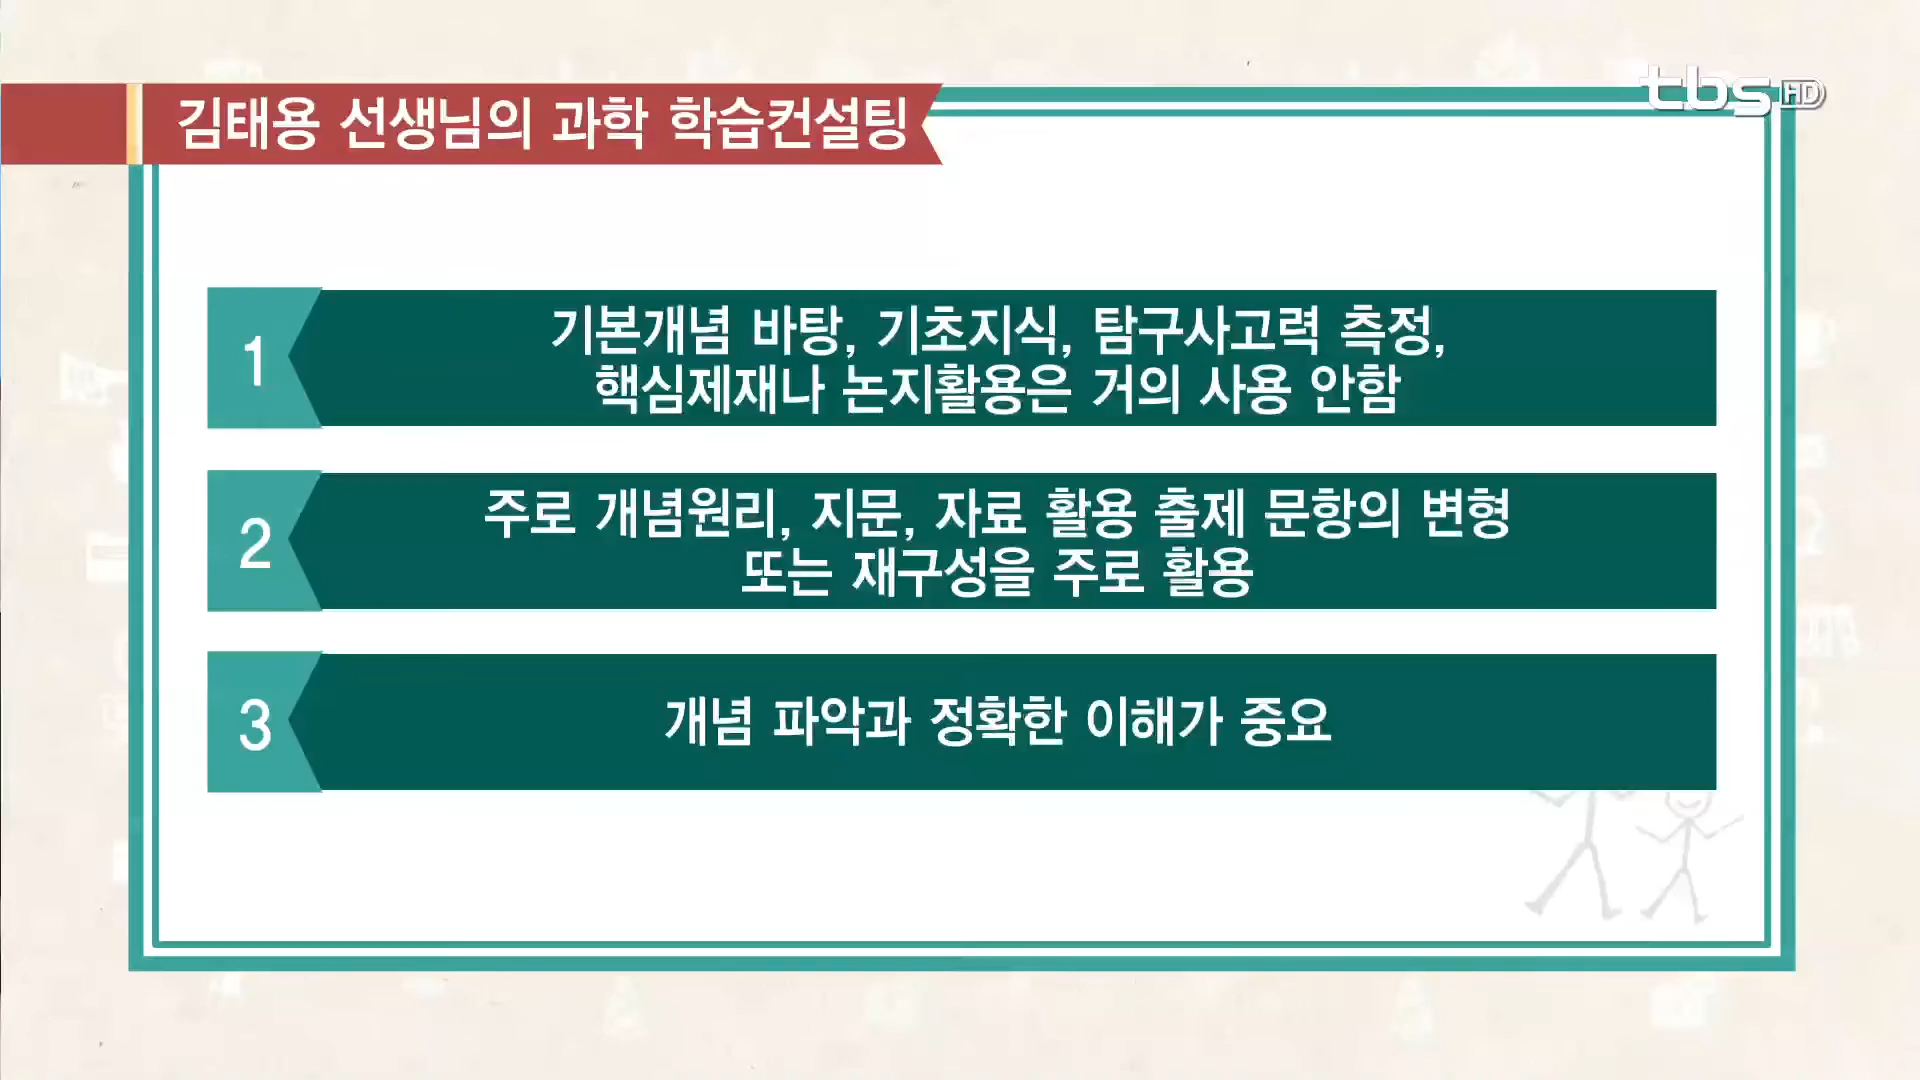 tbs HD
김태용 선생님의 과학 학습컨설팅
1
기본개념 바탕, 기초지식, 탐구사고력 측정,
핵심제재나 논지활용은 거의 사용 안함
2
주로 개념원리, 지문, 자료 활용 출제 문항의 변형
또는 재구성을 주로 활용
3
개념 파악과 정확한 이해가 중요